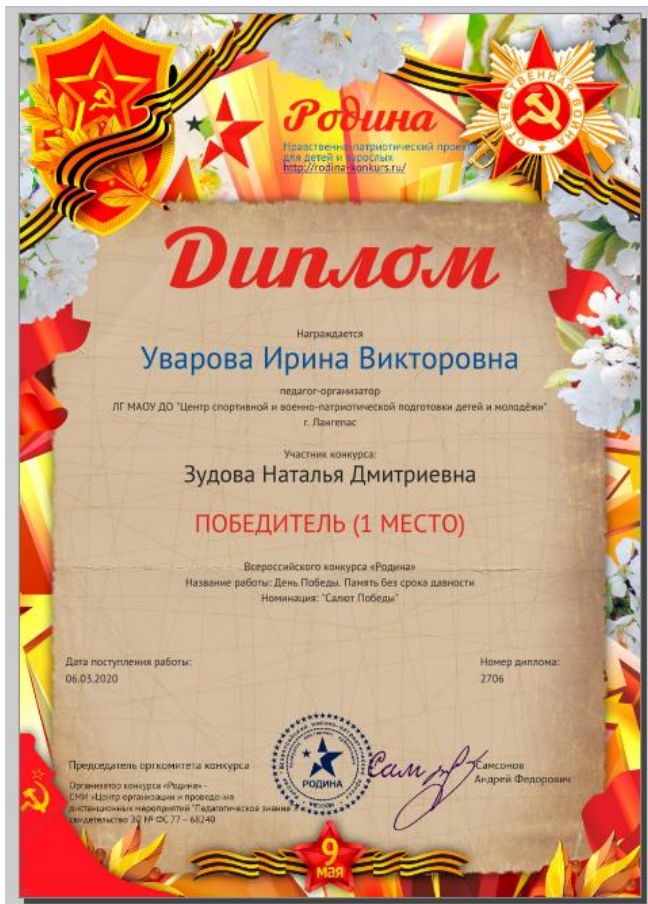 Родина
Нравственно-патриотический проект
для детей и взрослых
http://rodina-konkurs.ru/
ОТЕЧЕСТВЕННАЯ ВОЙНА
Диплом
Награждается
Уварова Ирина Викторовна
педагог-организатор
ЛГ МАОУ ДО "Центр спортивной и военно-патриотической подготовки детей и молодёжи"
г. Лангепас
Участник конкурса:
Зудова Наталья Дмитриевна
ПОБЕДИТЕЛЬ (1 МЕСТО)
Всероссийского конкурса «Родина»
Название работы: День Победы. Память без срока давности
Номинация: "Салют Победы"
Дата поступления работы:
06.03.2020
Номер диплома:
2706
Председатель оргкомитета конкурса
Самсонов
Андрей Федорович
Организатор конкурса «Родина» -
СМИ «Центр организации и проведения
дистанционных мероприятий "Педагогическое знание"
свидетельство ЭЛ № ФС 77 – 68240
РОДИНА
9
мая